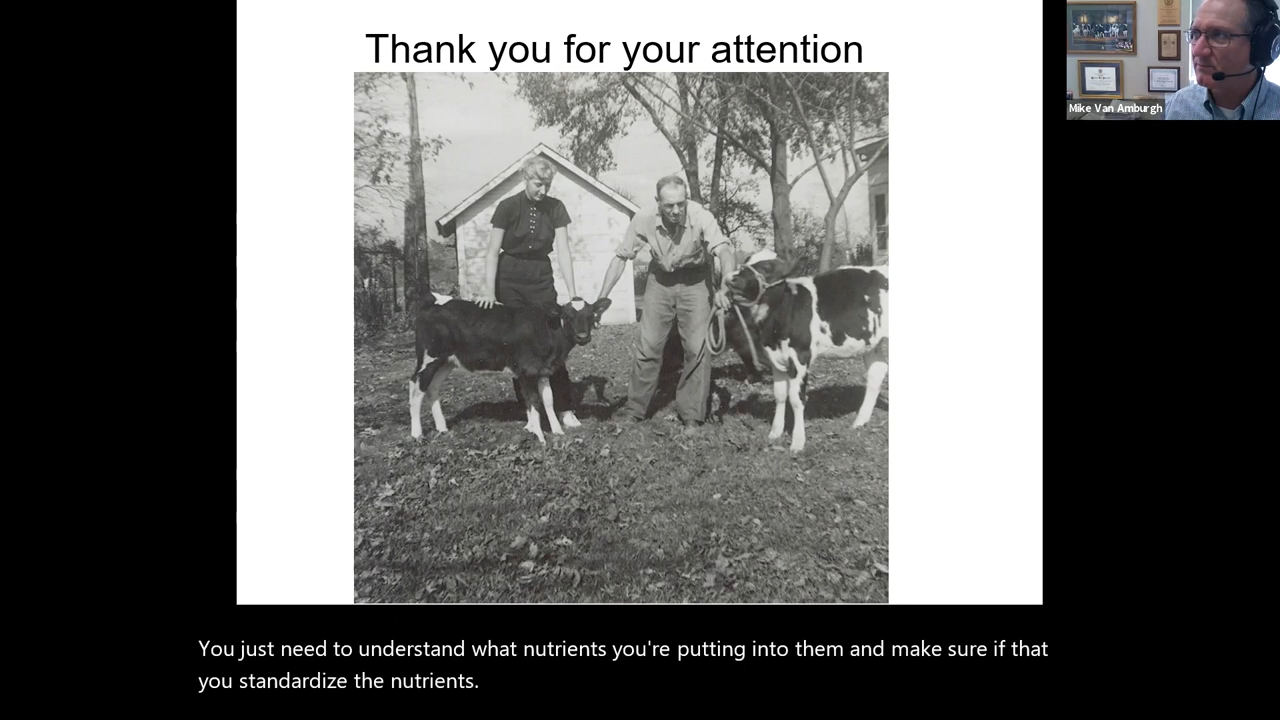 Thank you for your attention
Mike Van Amburgh
You just need to understand what nutrients you're putting into them and make sure if that
you standardize the nutrients.